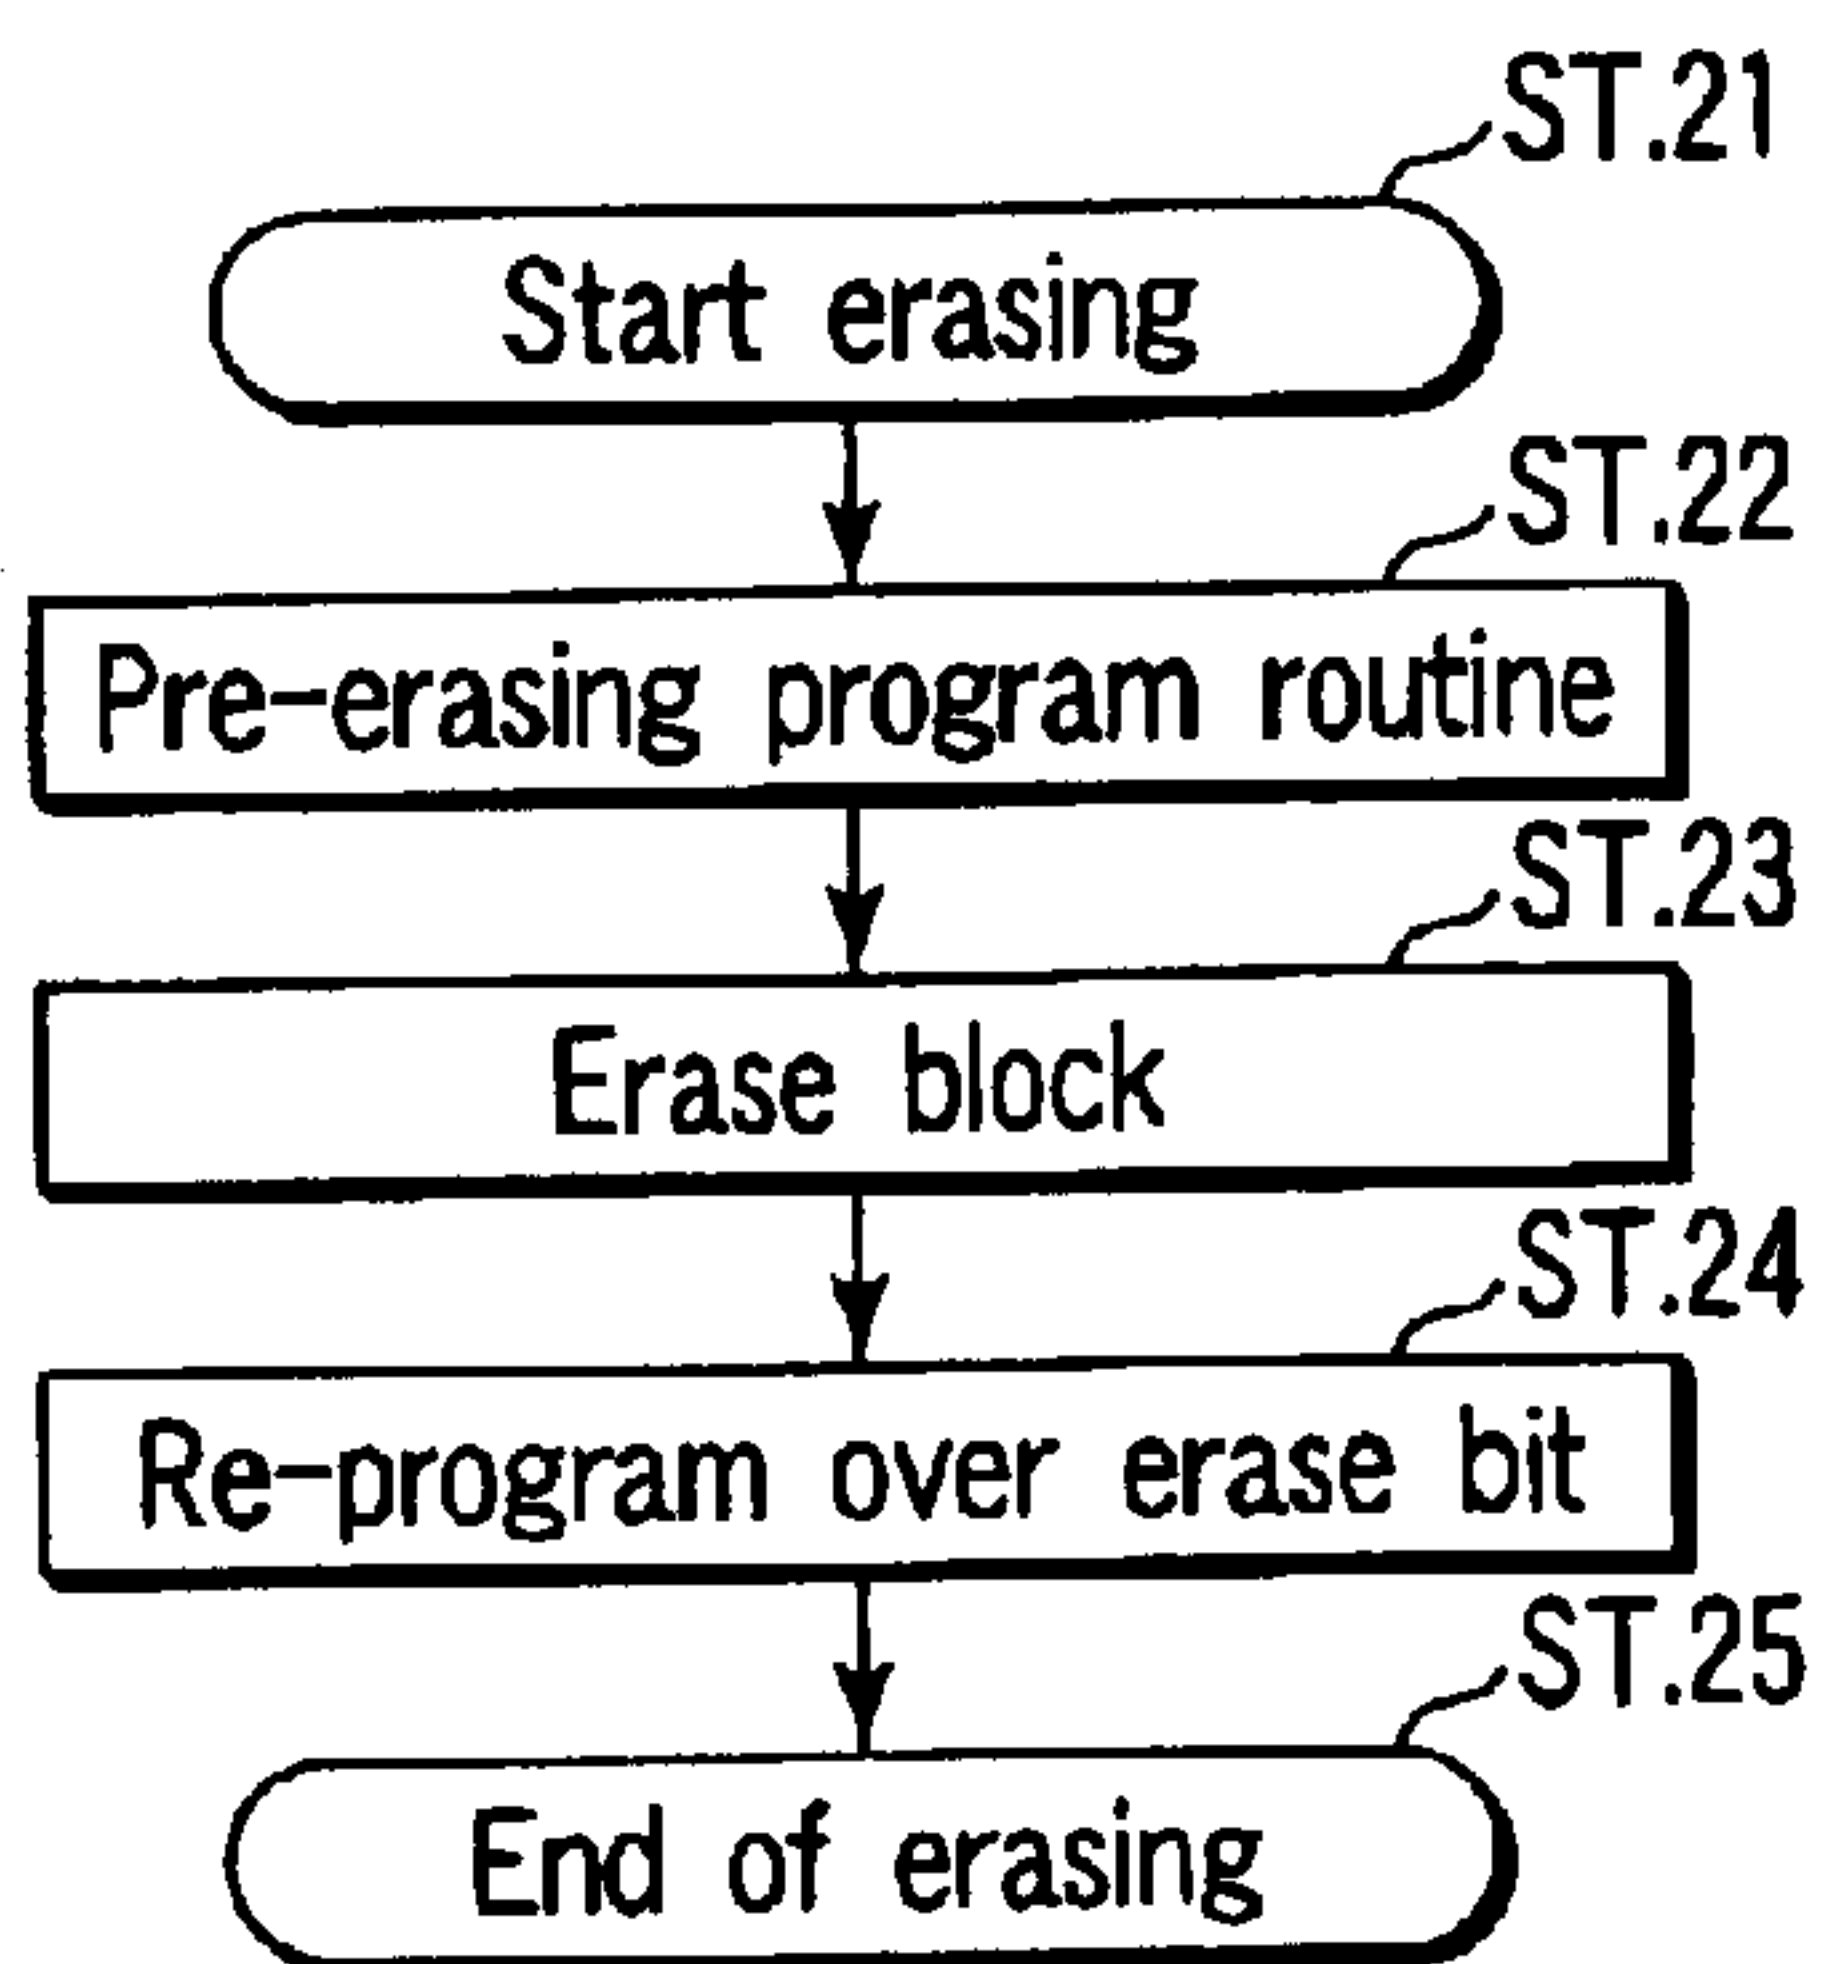 ST.21
Start erasing
ST.22
Pre-erasing program routine
ST.23
Erase block
ST.24
Re-program over erase bit
ST.25
End of erasing